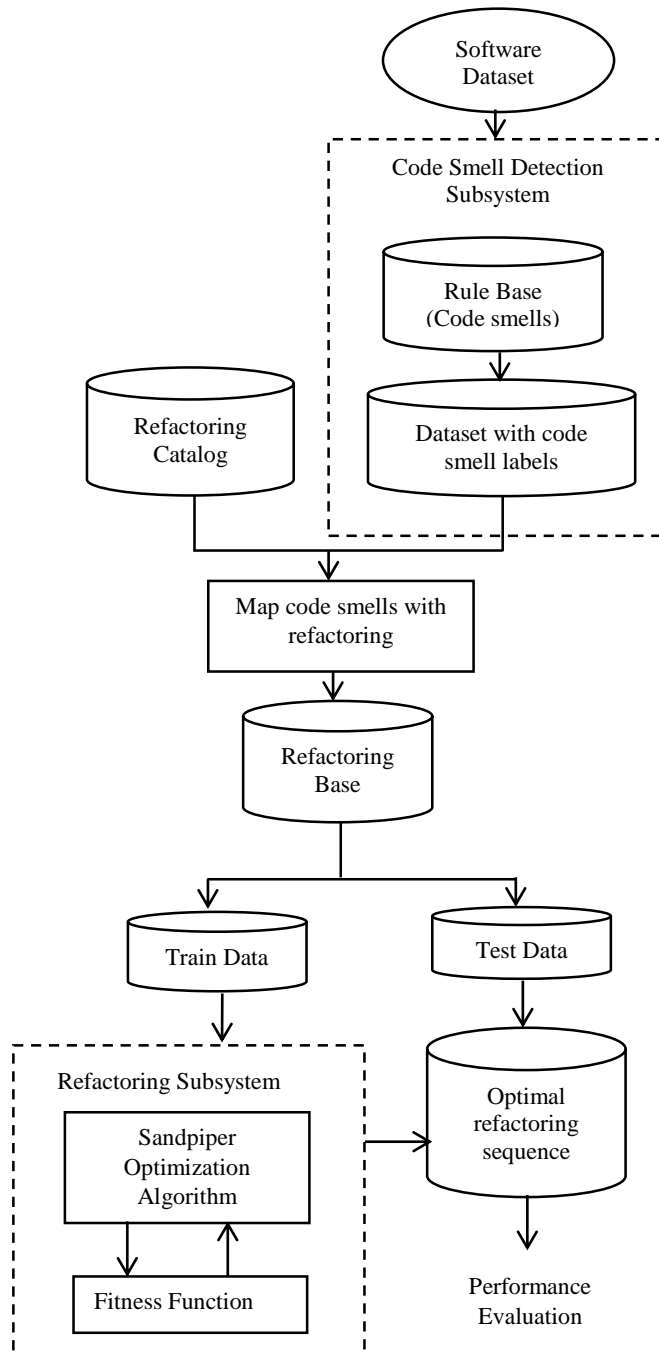 Software
Dataset
Code Smell Detection
Subsystem
Rule Base
(Code smells)
Refactoring
Catalog
Dataset with code
smell labels
Map code smells with
refactoring
Refactoring
Base
Train Data
Test Data
Refactoring Subsystem
Sandpiper
Optimization
Algorithm
Fitness Function
Optimal
refactoring
sequence
Performance
Evaluation